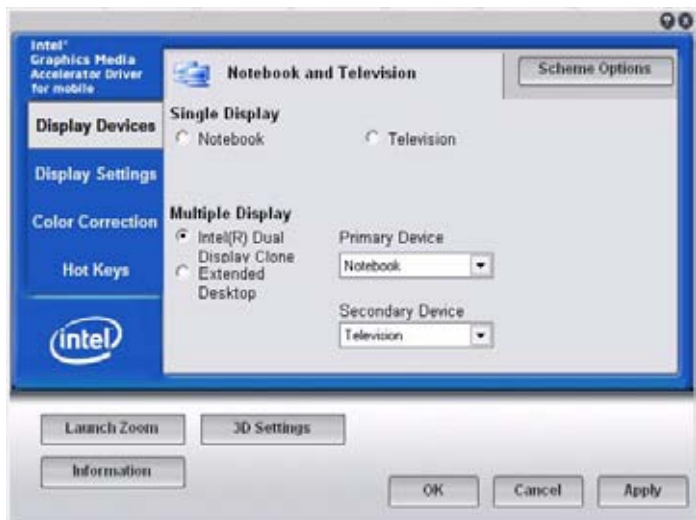 Intel®
Graphics Media
Accelerator Driver
for mobile
Notebook and Television
Scheme Options
Display Devices
Single Display
Notebook
Television
Display Settings
Color Correction
Multiple Display
Intel(R) Dual
Display Clone
Primary Device
Notebook
Extended
Desktop
Hot Keys
Secondary Device
Television
intel
Launch Zoom
3D Settings
Information
OK
Cancel
Apply